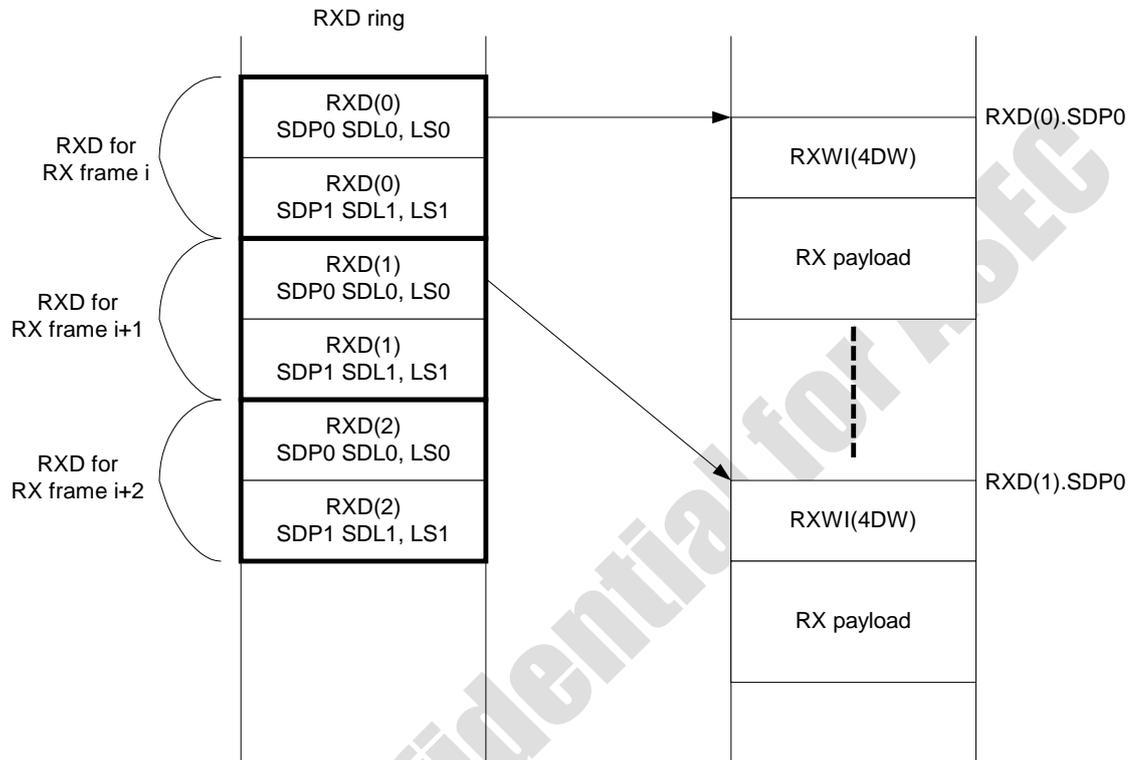 RXD ring
RXD for
RX frame i
RXD(0)
SDP0 SDL0, LS0
RXD(0)
SDP1 SDL1, LS1
RXD for
RX frame i+1
RXD(1)
SDP0 SDL0, LS0
RXD(1)
SDP1 SDL1, LS1
RXD for
RX frame i+2
RXD(2)
SDP0 SDL0, LS0
RXD(2)
SDP1 SDL1, LS1
RXD(0).SDP0
RXWI(4DW)
RX payload
RXD(1).SDP0
RXWI(4DW)
RX payload
fidential for